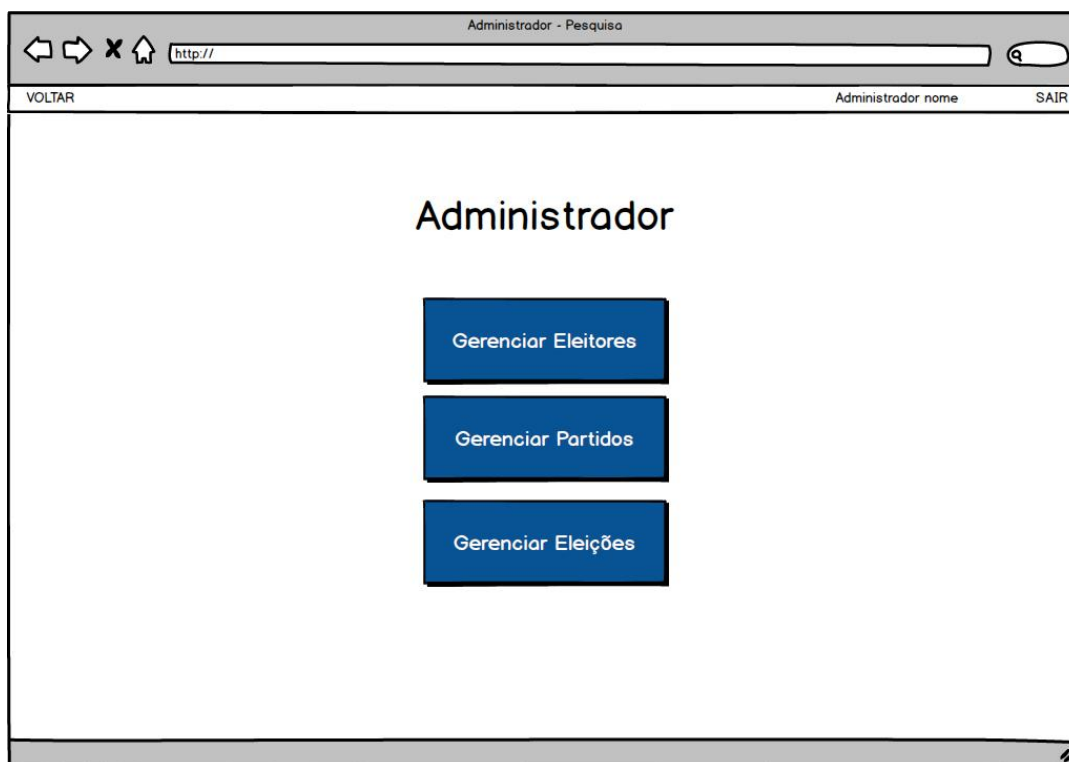 Administrador - Pesquisa
http://
VOLTAR Administrador nome SAIR
Administrador
Gerenciar Eleitores
Gerenciar Partidos
Gerenciar Eleições